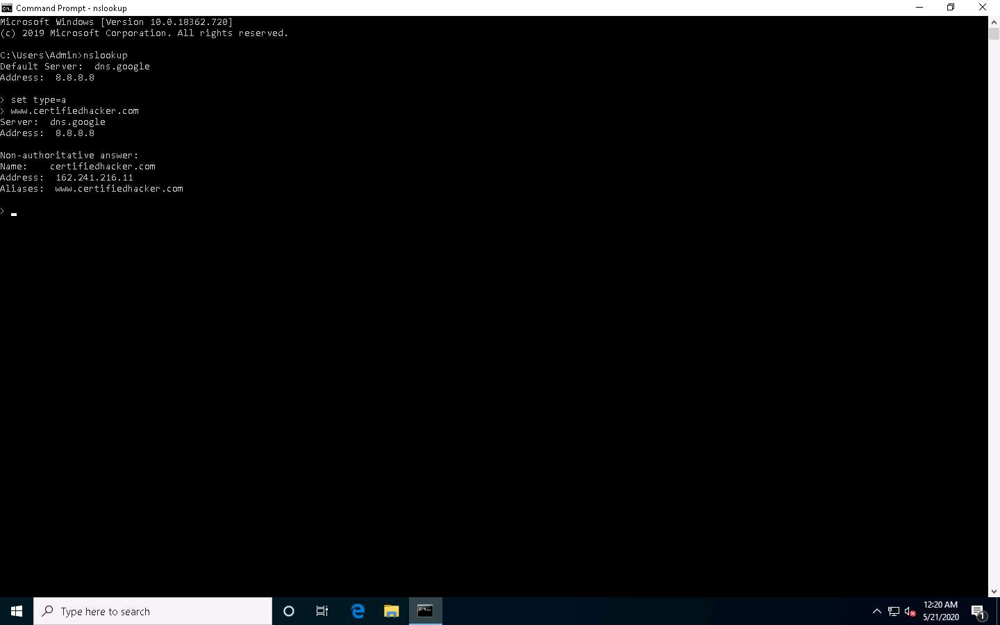 Command Prompt - nslookup
Microsoft Windows [Version 10.0.18362.720]
(c) 2019 Microsoft Corporation. All rights reserved.
C:\Users\Admin>nslookup
Default Server:  dns.google
Address:  8.8.8.8
> set type=a
> www.certifiedhacker.com
Server:  dns.google
Address:  8.8.8.8
Non-authoritative answer:
Name:    certifiedhacker.com
Address:  162.241.216.11
Aliases:  www.certifiedhacker.com
>
Type here to search
12:20 AM
5/21/2020
1